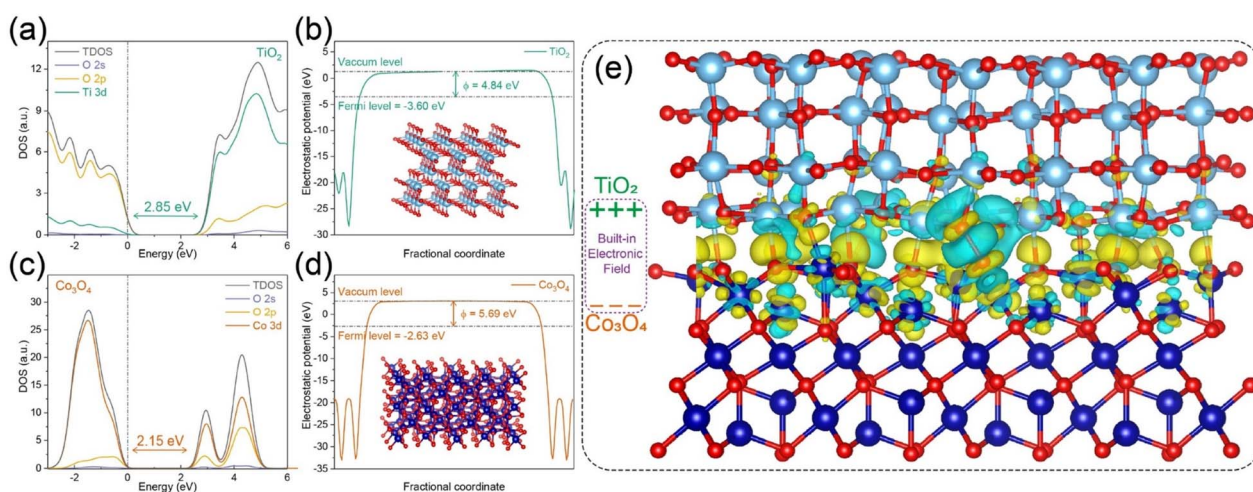 (a)
TDOS
O 2s
O 2p
Ti 3d
TiO₂
DOS (a.u.)
12
9
6
3
0
2.85 eV
-2 0 2 4 6
Energy (eV)
(b)
TiO₂
Electrostatic potential (eV)
5
0
-5
-10
-15
-20
-25
-30
Vaccum level
ϕ = 4.84 eV
Fermi level = -3.60 eV
Fractional coordinate
(c)
Co₃O₄
TDOS
O 2s
O 2p
Co 3d
DOS (a.u.)
30
25
20
15
10
5
0
2.15 eV
-2 0 2 4 6
Energy (eV)
(d)
Co₃O₄
Electrostatic potential (eV)
5
0
-5
-10
-15
-20
-25
-30
-35
Vaccum level
ϕ = 5.69 eV
Fermi level = -2.63 eV
Fractional coordinate
(e)
TiO₂
+++
Built-in
Electronic
Field
− −
Co₃O₄